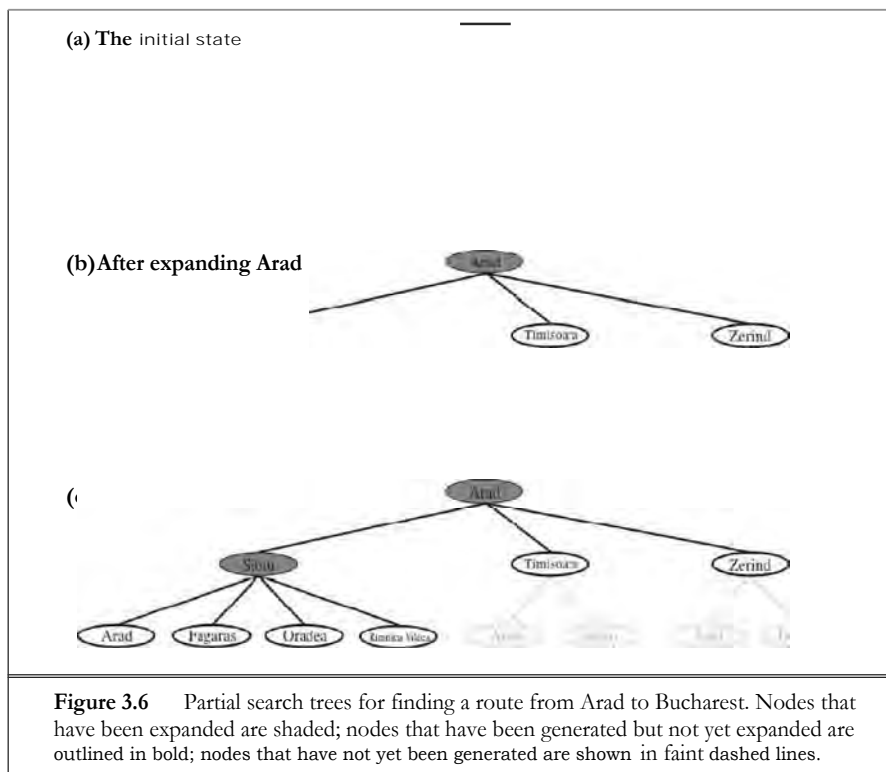 (a) The initial state
(b)After expanding Arad
Arad
Timisoara
Zerind
(c
Arad
Timisoara
Zerind
Arad
Fagaras
Oradea
Figure 3.6 Partial search trees for finding a route from Arad to Bucharest. Nodes that
have been expanded are shaded; nodes that have been generated but not yet expanded are
outlined in bold; nodes that have not yet been generated are shown in faint dashed lines.